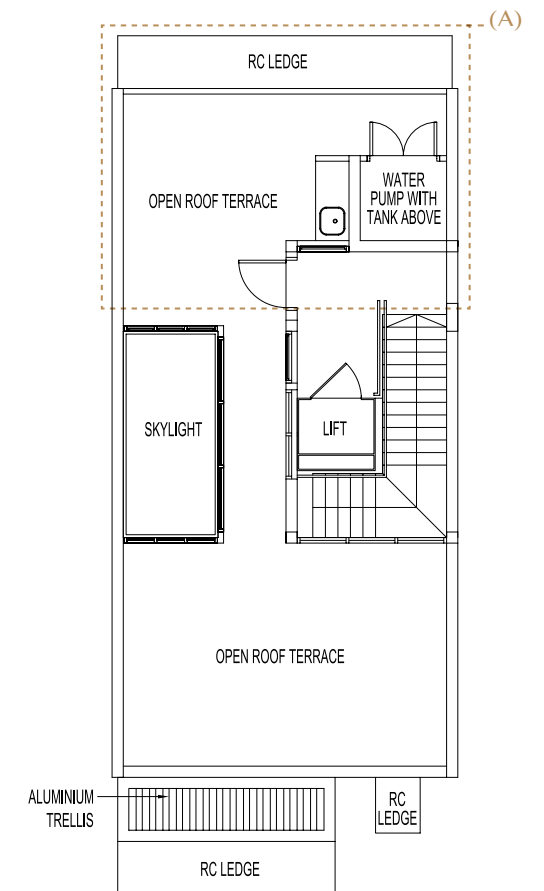 (A)
RC LEDGE
OPEN ROOF TERRACE
WATER
PUMP WITH
TANK ABOVE
SKYLIGHT
LIFT
OPEN ROOF TERRACE
ALUMINIUM
TRELLIS
RC
LEDGE
RC LEDGE